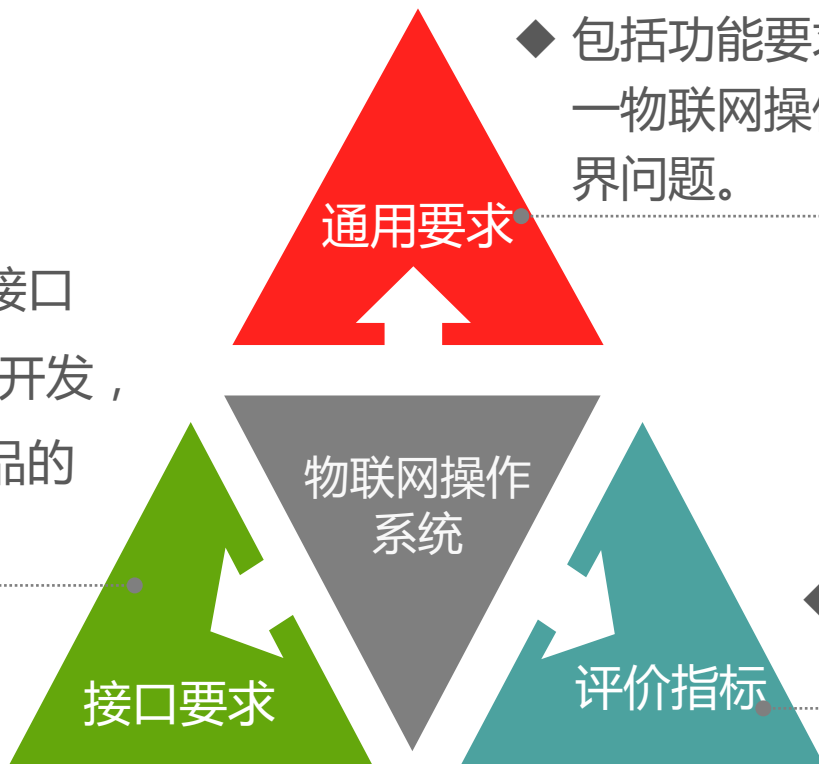 ◆ 包括功能要
一物联网操
界问题。
通用要求
接口
开发，
品的
物联网操作
系统
接口要求
评价指标
◆